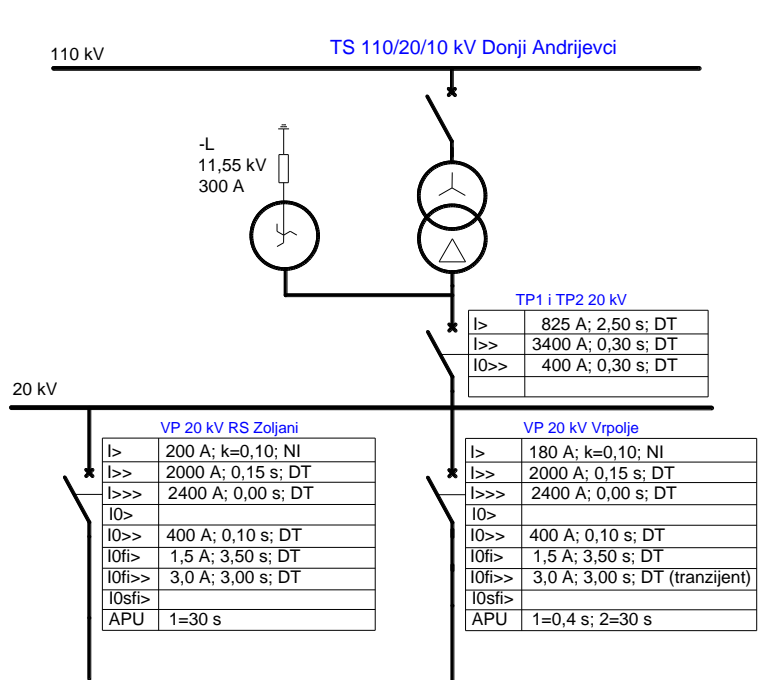 TS 110/20/10 kV Donji Andrijevci
110 kV
-L
11,55 kV
300 A
TP1 i TP2 20 kV
I> 825 A; 2,50 s; DT
I>> 3400 A; 0,30 s; DT
I0>> 400 A; 0,30 s; DT
20 kV
VP 20 kV RS Zoljani
I> 200 A; k=0,10; NI
I>> 2000 A; 0,15 s; DT
I>>> 2400 A; 0,00 s; DT
I0>
I0>> 400 A; 0,10 s; DT
I0fi> 1,5 A; 3,50 s; DT
I0fi>> 3,0 A; 3,00 s; DT
I0sfi>
APU 1=30 s
VP 20 kV Vrpolje
I> 180 A; k=0,10; NI
I>> 2000 A; 0,15 s; DT
I>>> 2400 A; 0,00 s; DT
I0>
I0>> 400 A; 0,10 s; DT
I0fi> 1,5 A; 3,50 s; DT
I0fi>> 3,0 A; 3,00 s; DT (tranzijent)
I0sfi>
APU 1=0,4 s; 2=30 s